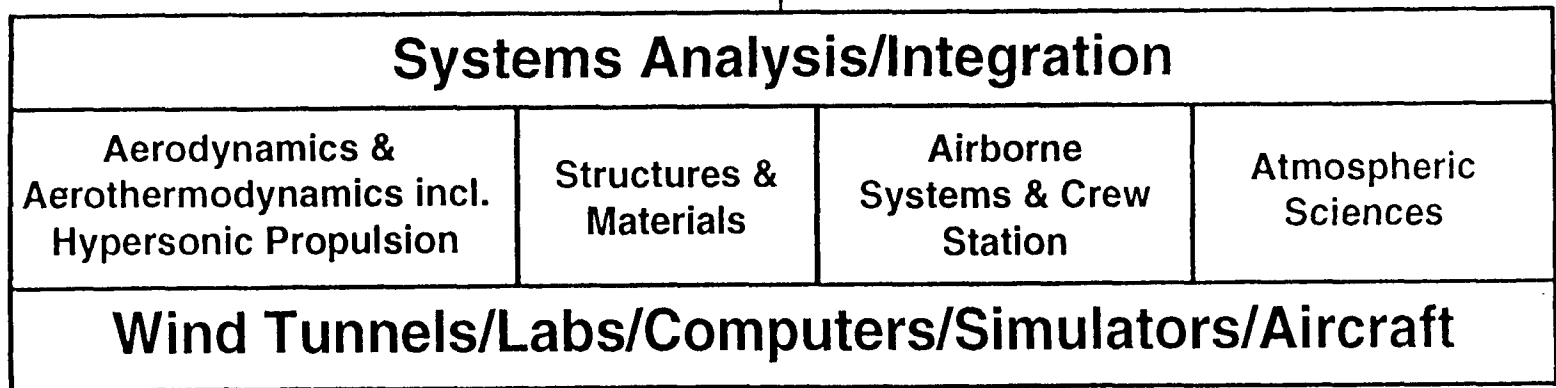 Systems Analysis/Integration
Aerodynamics &
Aerothermodynamics incl.
Hypersonic Propulsion
Structures &
Materials
Airborne
Systems & Crew
Station
Atmospheric
Sciences
Wind Tunnels/Labs/Computers/Simulators/Aircraft